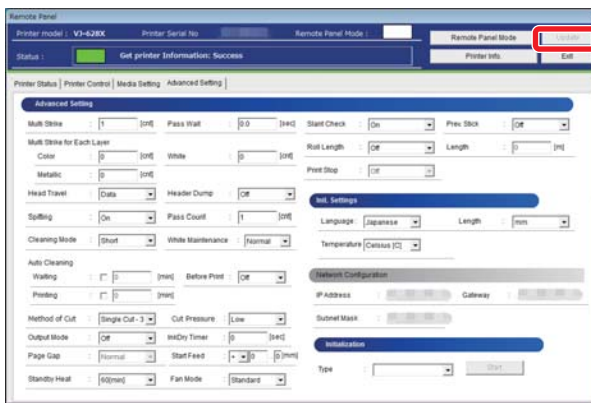 Remote Panel
Printer model : VJ-628X Printer Serial No Remote Panel Mode :
Remote Panel Mode Update
Status : Get printer Information: Success
Printer Info. Exit
Printer Status Printer Control Media Setting Advanced Setting
Advanced Setting
Multi Strike : 1 [cnt] Pass Wait : 0.0 [sec] Slant Check : On Prev. Stick : Off
Multi Strike for Each Layer
Roll Length : Off Length : 0 [m]
Color : 0 [cnt] White : 0 [cnt]
Metallic : 0 [cnt] Print Stop : Off
Head Travel : Data Header Dump : Off
Init. Settings
Spitting : On Pass Count : 1 [cnt] Language : Japanese Length : mm
Cleaning Mode : Short White Maintenance : Normal Temperature Celsius [C]
Auto Cleaning
Waiting : 0 [min] Before Print : Off
Network Configuration
Printing : 0 [min] IP Address : Gateway :
Method of Cut : Single Cut - 3 Cut Pressure : Low Subnet Mask :
Output Mode : Off InkDry Timer : 0 [sec]
Initialization
Page Gap : Normal Start Feed : + 0 . 0 [mm]
Type : Start
Standby Heat : 60[min] Fan Mode : Standard